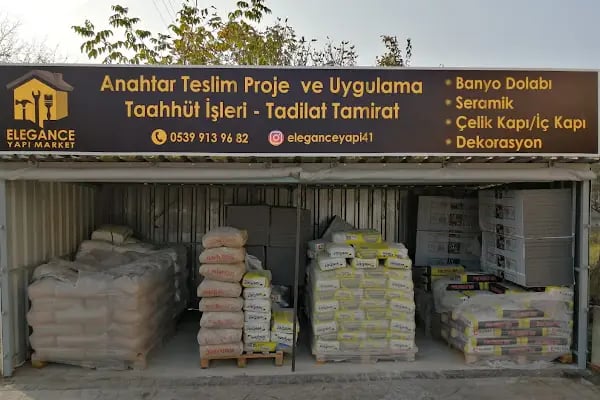 Anahtar Teslim Proje ve Uygulama
Taahhüt İşleri - Tadilat Tamirat
0539 913 96 82
eleganceyapi41
ELEGANCE
YAPI MARKET
• Banyo Dolabı
• Seramik
• Çelik Kapı/İç Kapı
• Dekorasyon